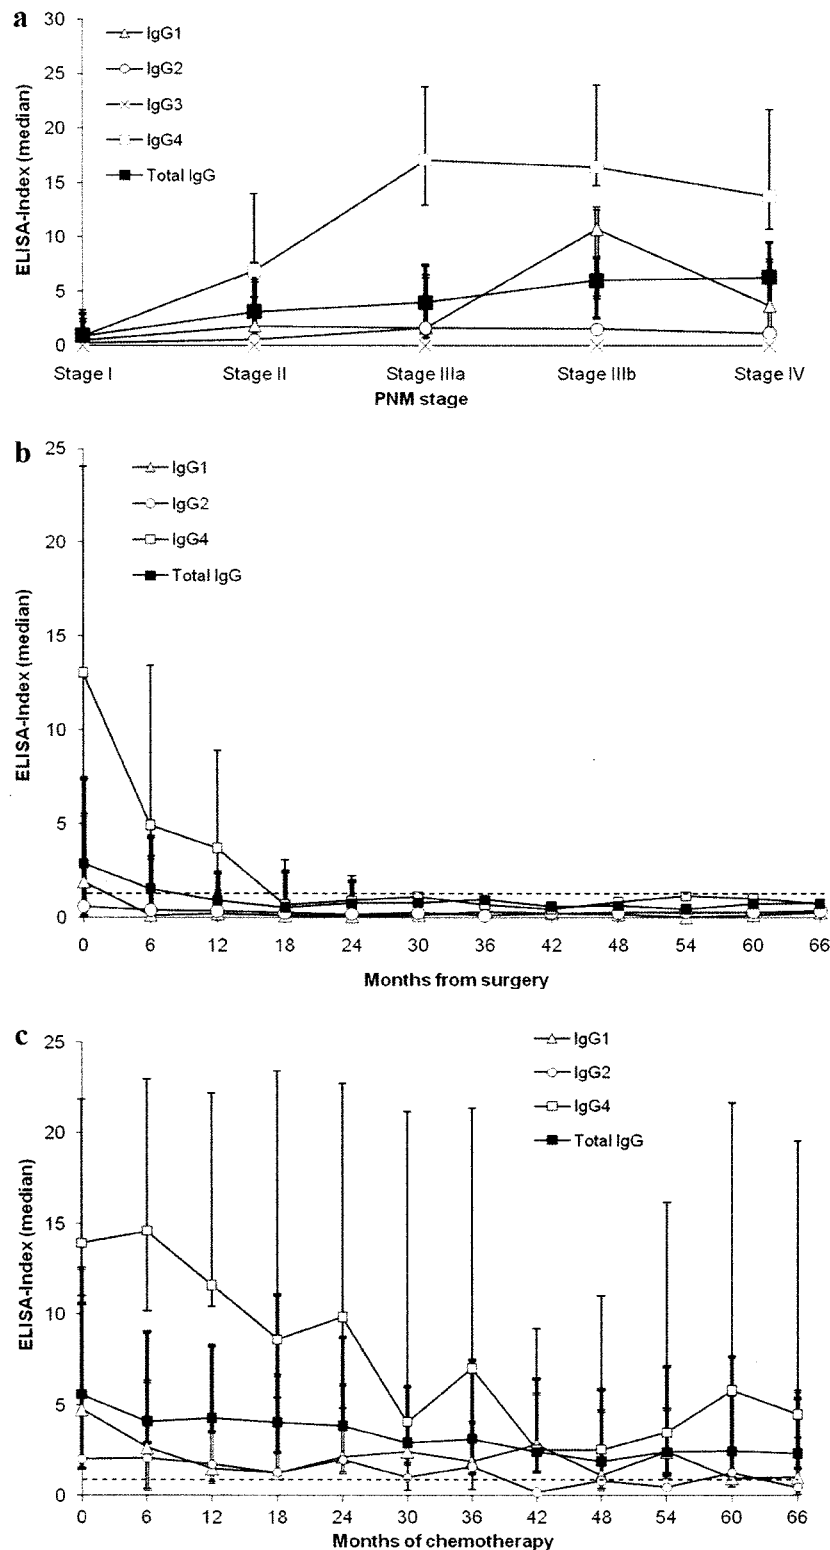 a
30
25
20
15
10
5
0
ELISA-Index (median)
IgG1
IgG2
IgG3
IgG4
Total IgG
Stage I Stage II Stage IIIa Stage IIIb Stage IV
PNM stage
b
25
20
15
10
5
0
ELISA-Index (median)
IgG1
IgG2
IgG4
Total IgG
0 6 12 18 24 30 36 42 48 54 60 66
Months from surgery
c
25
20
15
10
5
0
ELISA-Index (median)
IgG1
IgG2
IgG4
Total IgG
0 6 12 18 24 30 36 42 48 54 60 66
Months of chemotherapy